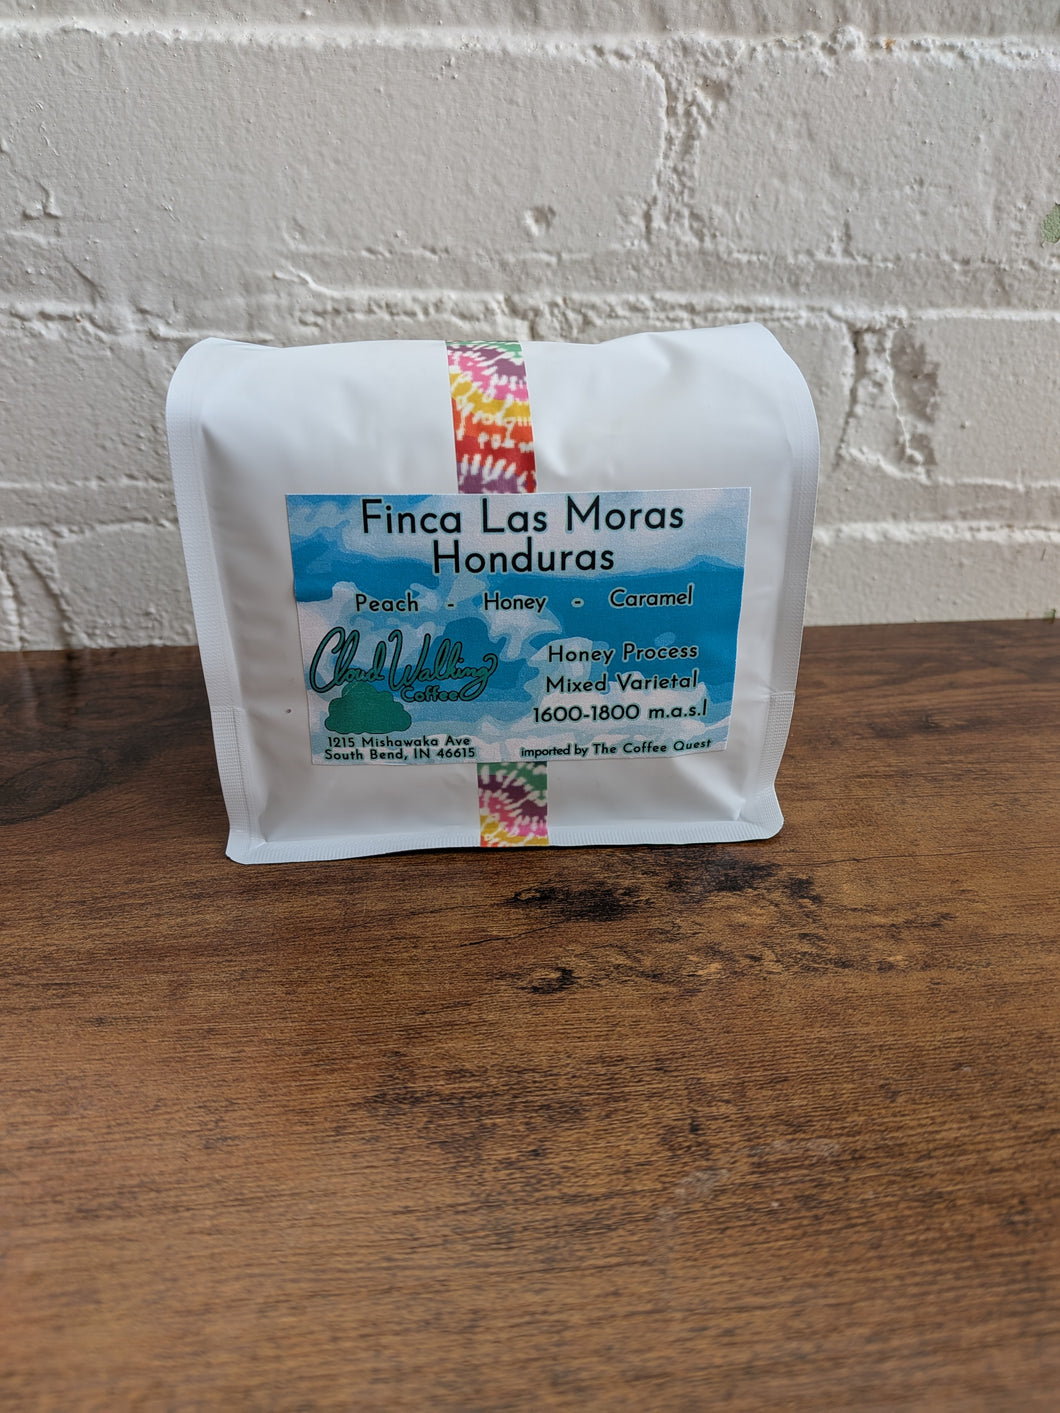 Finca Las Moras
Honduras
Peach - Honey - Caramel
Cloud Walking
Coffee
Honey Process
Mixed Varietal
1600-1800 m.a.s.l
1215 Mishawaka Ave
South Bend, IN 46615
imported by The Coffee Quest